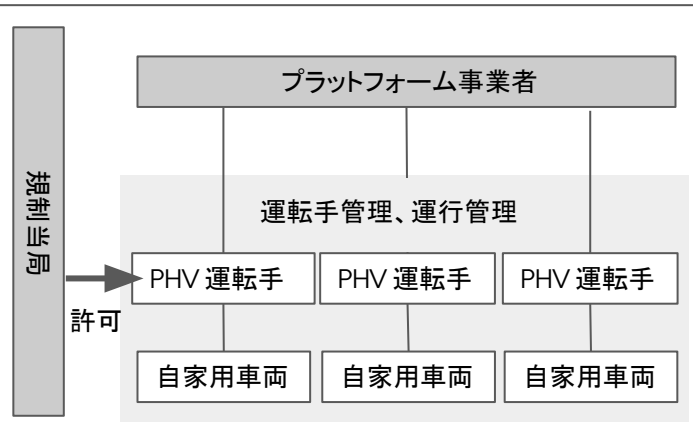 プラットフォーム事業者
規制当局
運転手管理、運行管理
PHV 運転手
PHV 運転手
PHV 運転手
許可
自家用車両
自家用車両
自家用車両